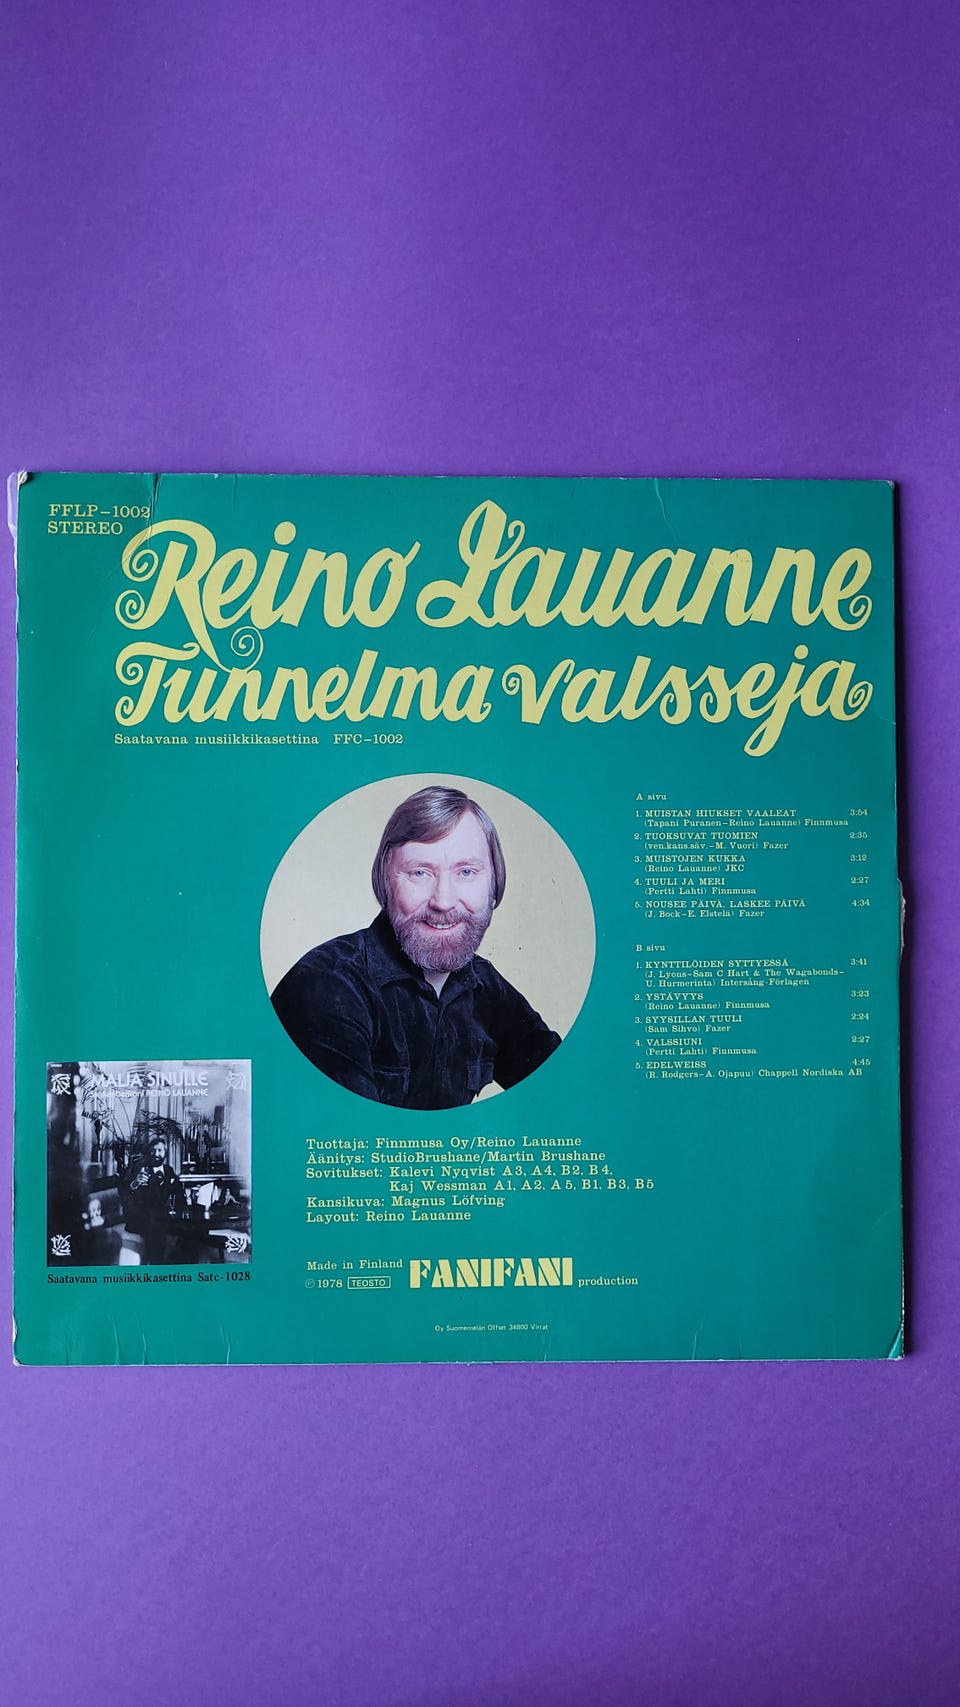 FFLP-1002
STEREO
Reino Lauanne
Tunnelma valsseja
Saatavana musiikkikasettina FFC-1002
A sivu
1. MUISTAN HIUKSET VAALEAT 3:54
(Tapani Puranen-Reino Lauanne) Finnmusa
2. TUOKSUVAT TUOMIEN 2:35
(ven.kans.säv.-M. Vuori) Fazer
3. MUISTOJEN KUKKA 3:12
(Reino Lauanne) JKC
4. TUULI JA MERI 2:27
(Pertti Lahti) Finnmusa
5. NOUSEE PÄIVÄ, LASKEE PÄIVÄ 4:34
(J. Bock-E. Elstelä) Fazer
B sivu
1. KYNTTILÖIDEN SYTTYESSÄ 3:41
(J. Lyons-Sam C Hart & The Wagabonds-
U. Hurmerinta) Intersång-Förlagen
2. YSTÄVYYS 3:23
(Reino Lauanne) Finnmusa
3. SYYSILLAN TUULI 2:24
(Sam Sihvo) Fazer
4. VALSSIUNI 2:27
(Pertti Lahti) Finnmusa
5. EDELWEISS 4:45
(R. Rodgers-A. Ojapuu) Chappell Nordiska AB
MALJA SINULLE
REINO LAUANNE
Saatavana musiikkikasettina Satc-1028
Tuottaja: Finnmusa Oy/Reino Lauanne
Äänitys: StudioBrushane/Martin Brushane
Sovitukset: Kalevi Nyqvist A3, A4, B2, B4,
Kaj Wessman A1, A2, A5, B1, B3, B5
Kansikuva: Magnus Löfving
Layout: Reino Lauanne
Made in Finland
℗ 1978 TEOSTO
FANIFANI production
Oy Suomenselän Offset 34800 Virrat